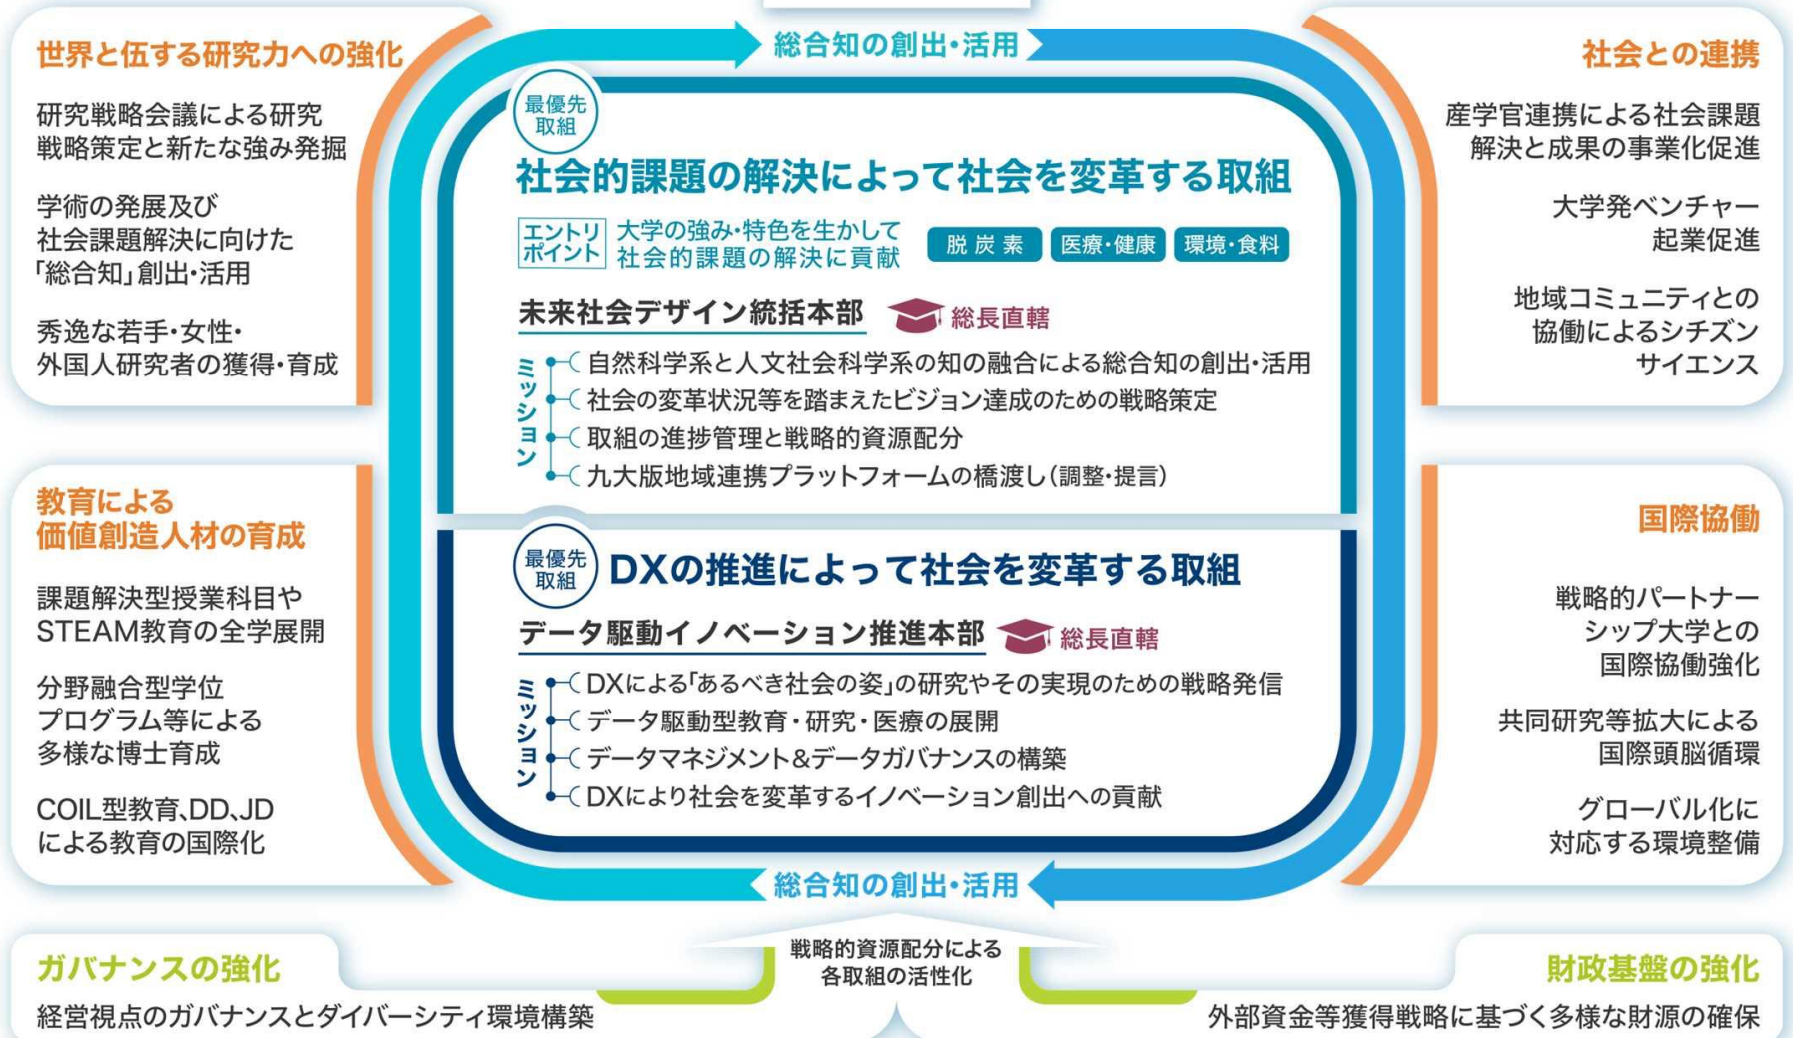 総合知の創出・活用
世界と伍する研究力への強化
研究戦略会議による研究
戦略策定と新たな強み発掘
学術の発展及び
社会課題解決に向けた
「総合知」創出・活用
秀逸な若手・女性・
外国人研究者の獲得・育成
教育による
価値創造人材の育成
課題解決型授業科目や
STEAM教育の全学展開
分野融合型学位
プログラム等による
多様な博士育成
COIL型教育、DD、JD
による教育の国際化
最優先
取組
社会的課題の解決によって社会を変革する取組
エントリ
ポイント
大学の強み・特色を生かして
社会的課題の解決に貢献
脱炭素
医療・健康
環境・食料
未来社会デザイン統括本部
総長直轄
ミッション
自然科学系と人文社会科学系の知の融合による総合知の創出・活用
社会の変革状況等を踏まえたビジョン達成のための戦略策定
取組の進捗管理と戦略的資源配分
九大版地域連携プラットフォームの橋渡し（調整・提言）
最優先
取組
DXの推進によって社会を変革する取組
データ駆動イノベーション推進本部
総長直轄
ミッション
DXによる「あるべき社会の姿」の研究やその実現のための戦略発信
データ駆動型教育・研究・医療の展開
データマネジメント&データガバナンスの構築
DXにより社会を変革するイノベーション創出への貢献
社会との連携
産学官連携による社会課題
解決と成果の事業化促進
大学発ベンチャー
起業促進
地域コミュニティとの
協働によるシチズン
サイエンス
国際協働
戦略的パートナー
シップ大学との
国際協働強化
共同研究等拡大による
国際頭脳循環
グローバル化に
対応する環境整備
総合知の創出・活用
戦略的資源配分による
各取組の活性化
ガバナンスの強化
経営視点のガバナンスとダイバーシティ環境構築
財政基盤の強化
外部資金等獲得戦略に基づく多様な財源の確保